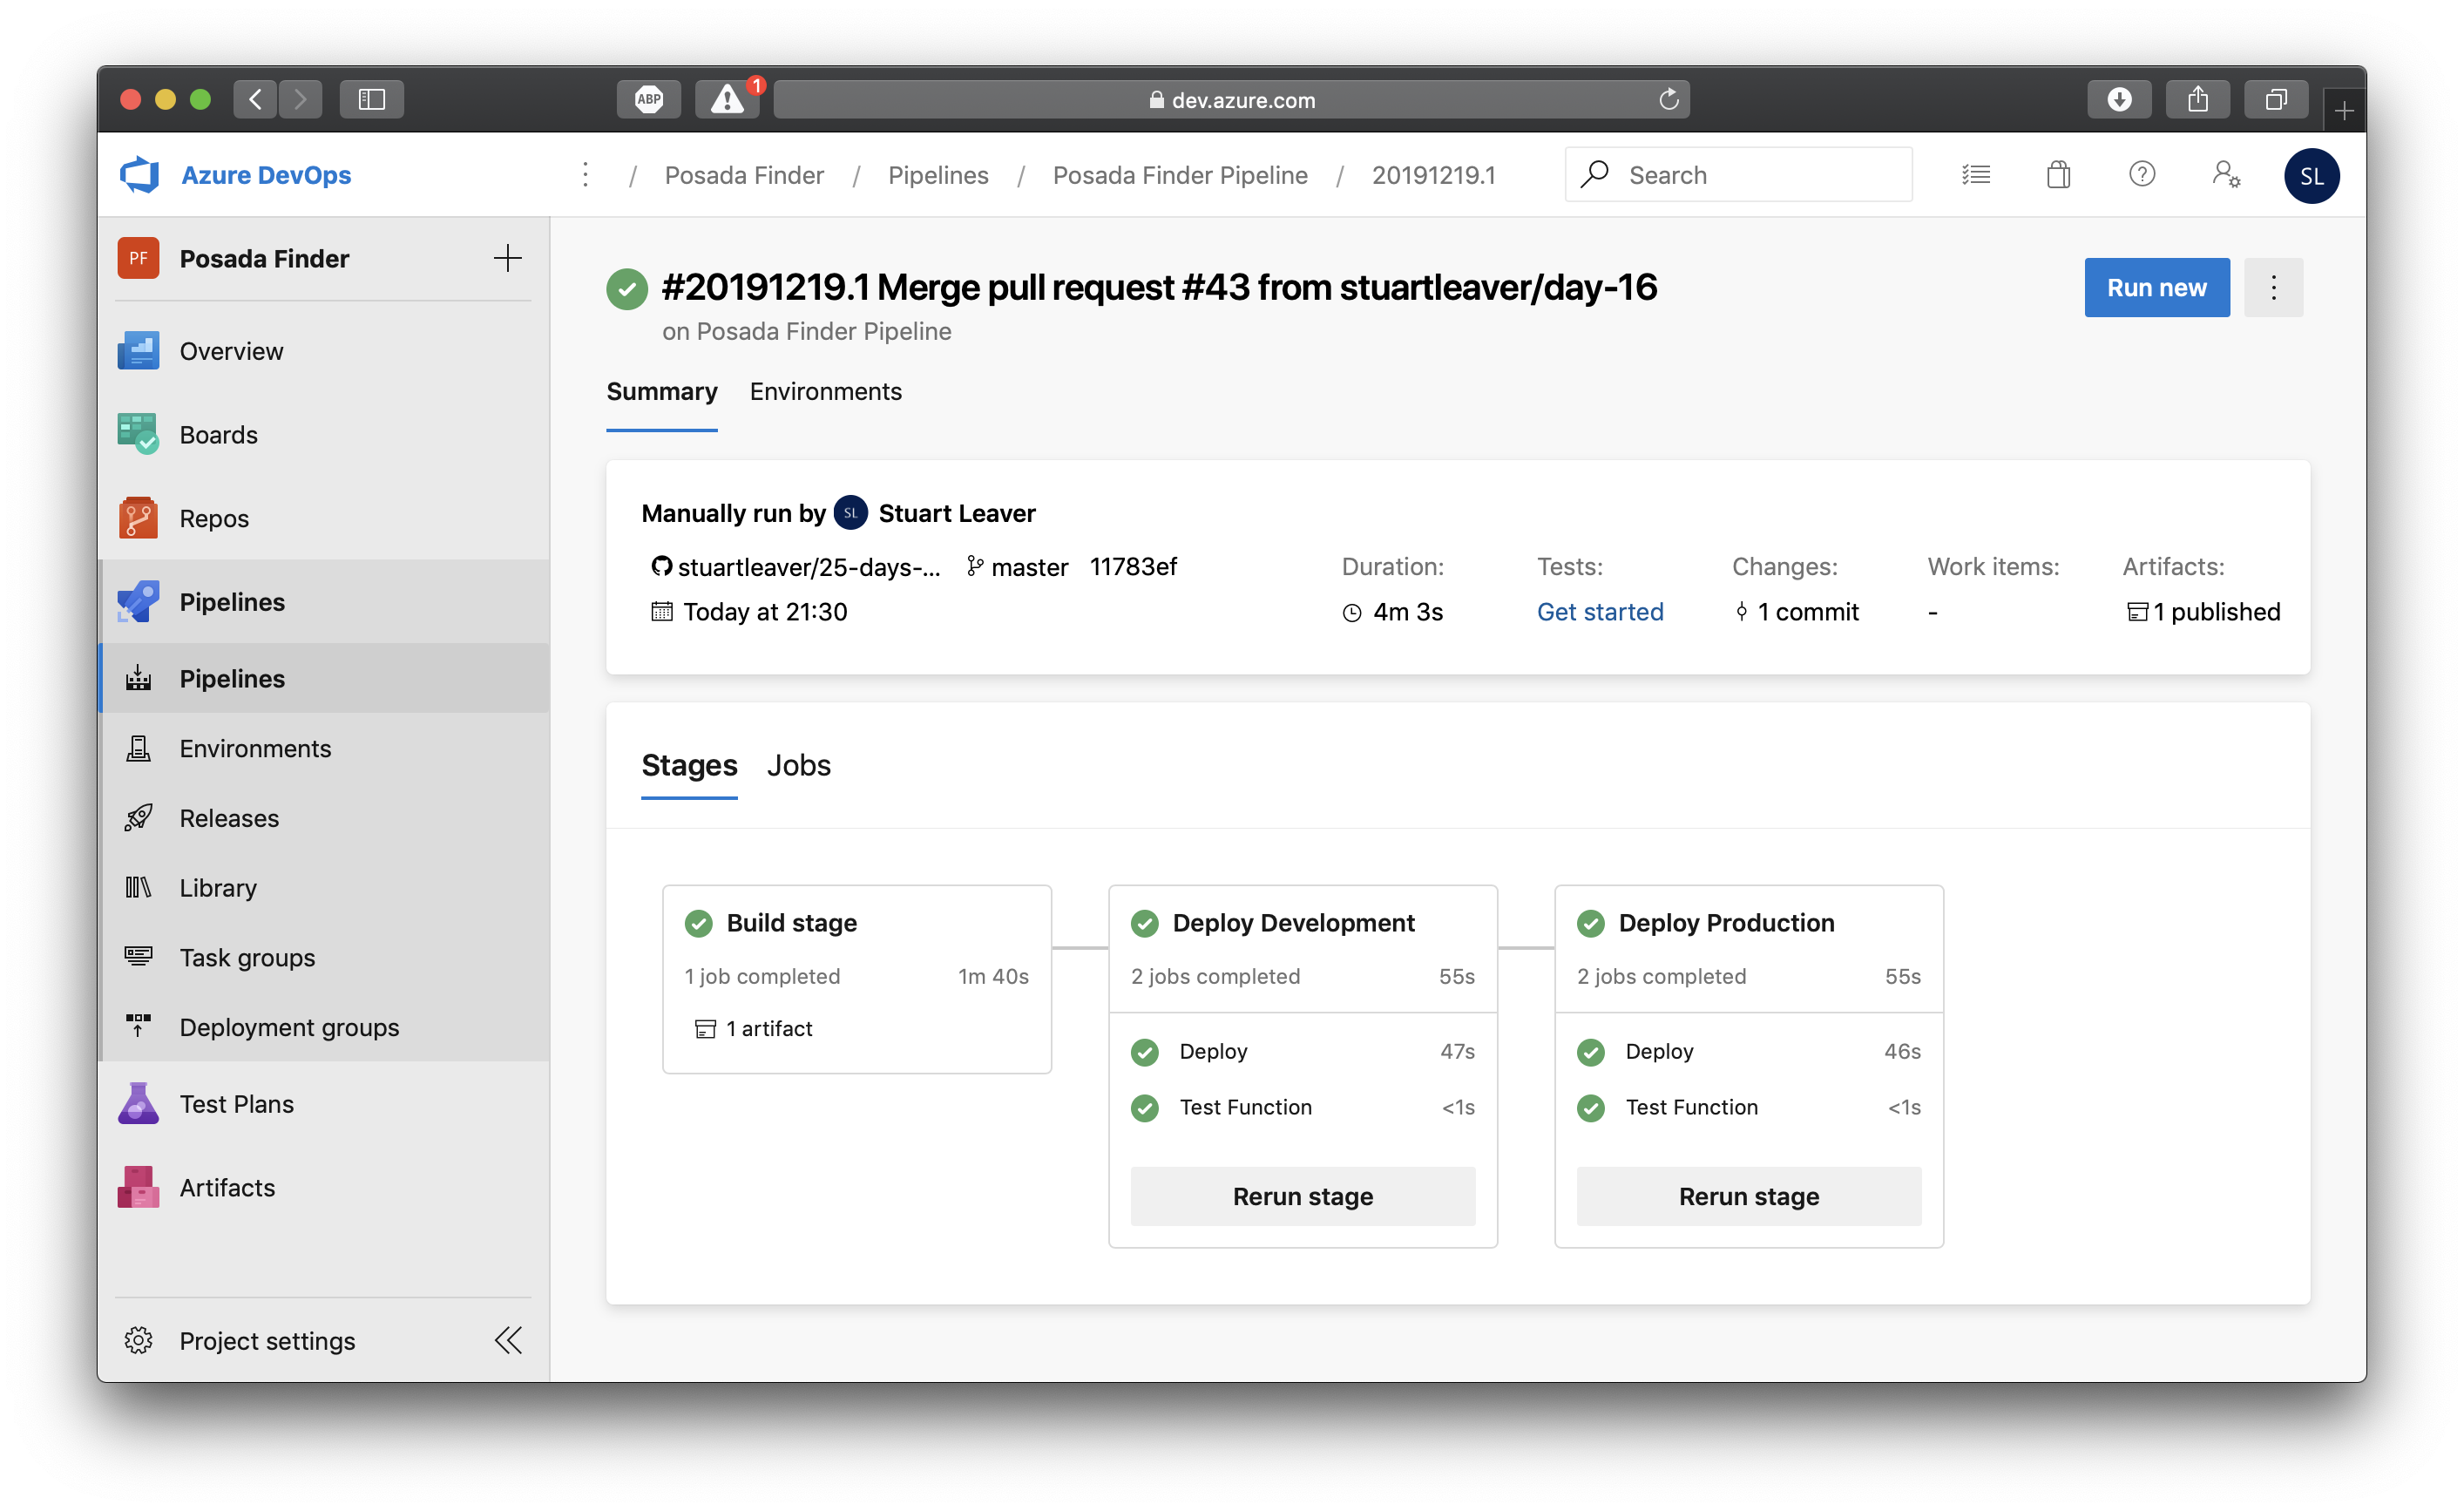 ABP
1
dev.azure.com
Azure DevOps
/ Posada Finder / Pipelines / Posada Finder Pipeline / 20191219.1
Search
SL
PF Posada Finder
Overview
Boards
Repos
Pipelines
Pipelines
Environments
Releases
Library
Task groups
Deployment groups
Test Plans
Artifacts
Project settings
#20191219.1 Merge pull request #43 from stuartleaver/day-16
on Posada Finder Pipeline
Run new
Summary Environments
Manually run by SL Stuart Leaver
stuartleaver/25-days-... master 11783ef
Today at 21:30
Duration:
4m 3s
Tests:
Get started
Changes:
1 commit
Work items:
-
Artifacts:
1 published
Stages Jobs
Build stage
1 job completed 1m 40s
1 artifact
Deploy Development
2 jobs completed 55s
Deploy 47s
Test Function <1s
Rerun stage
Deploy Production
2 jobs completed 55s
Deploy 46s
Test Function <1s
Rerun stage